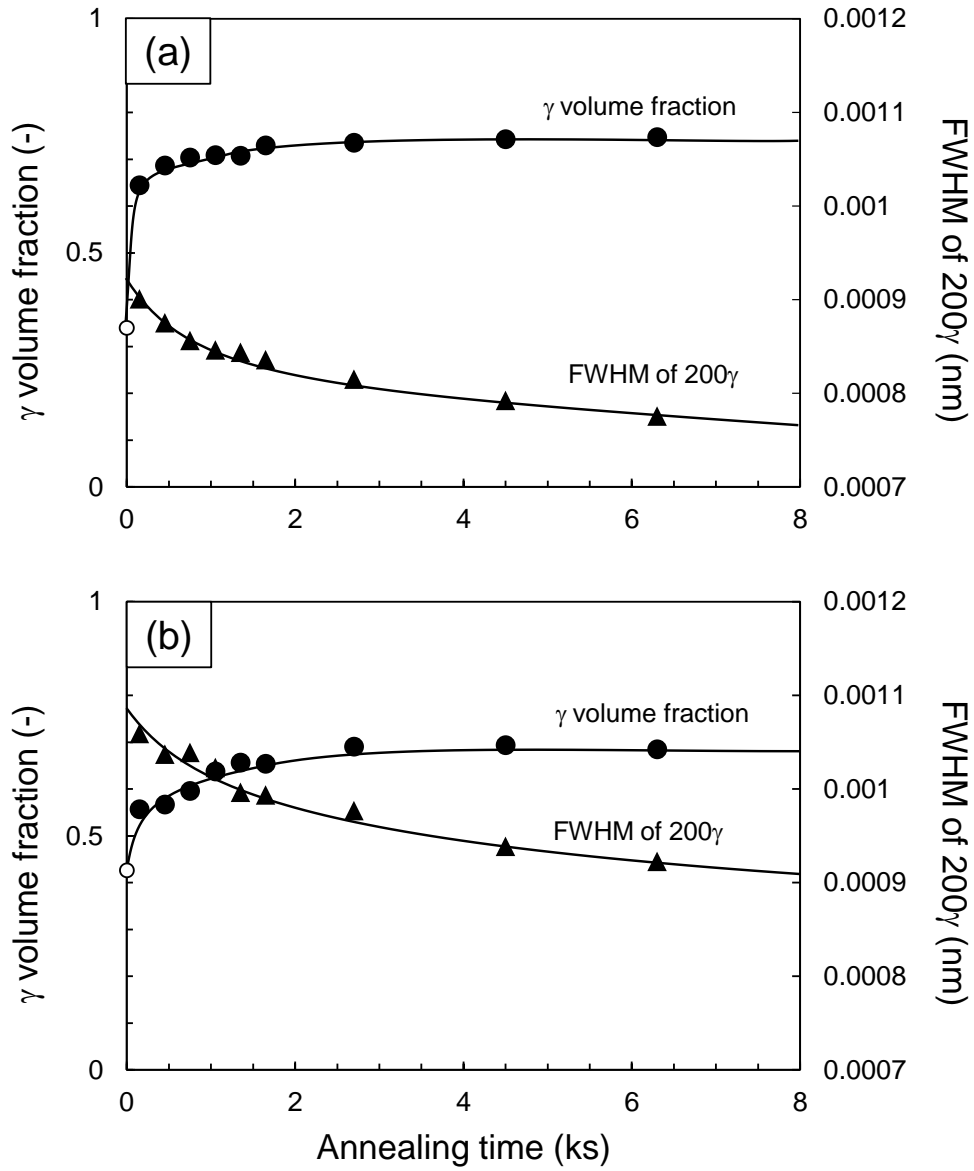 (a)
γ volume fraction (-)
1
0.5
0
0.0012
0.0011
0.001
0.0009
0.0008
0.0007
FWHM of 200γ (nm)
γ volume fraction
FWHM of 200γ
0 2 4 6 8
(b)
γ volume fraction (-)
1
0.5
0
0.0012
0.0011
0.001
0.0009
0.0008
0.0007
FWHM of 200γ (nm)
γ volume fraction
FWHM of 200γ
0 2 4 6 8
Annealing time (ks)